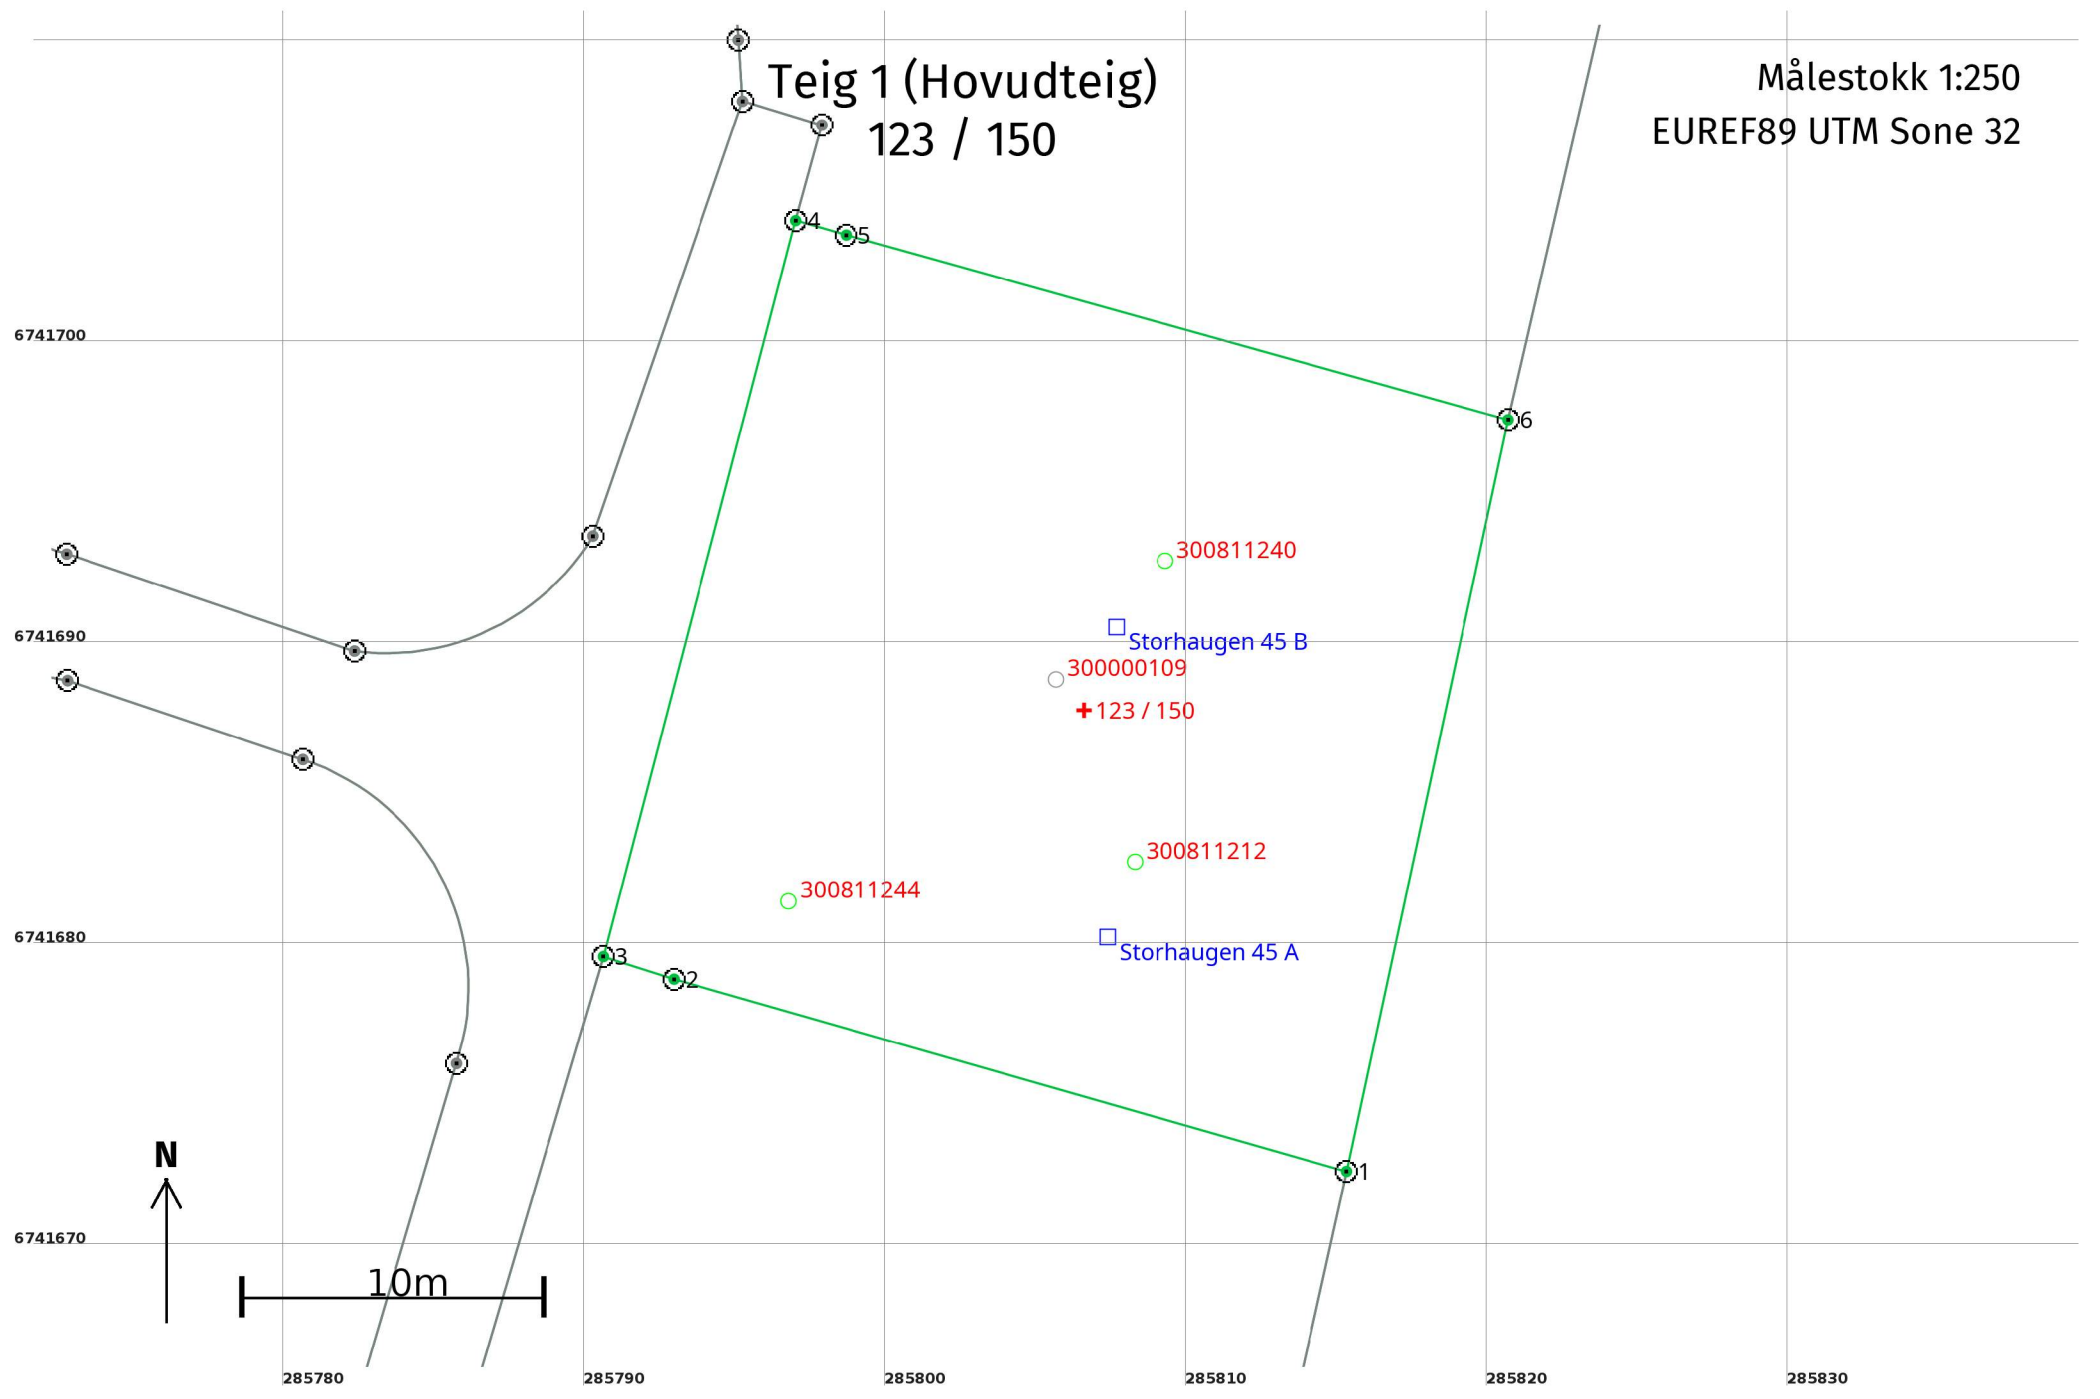 Teig 1 (Hovudteig)
123 / 150
Målestokk 1:250
EUREF89 UTM Sone 32
4
5
6741700
6
300811240
6741690
Storhaugen 45 B
300000109
123 / 150
300811212
300811244
6741680
Storhaugen 45 A
3
2
N
1
6741670
10m
285780
285790
285800
285810
285820
285830